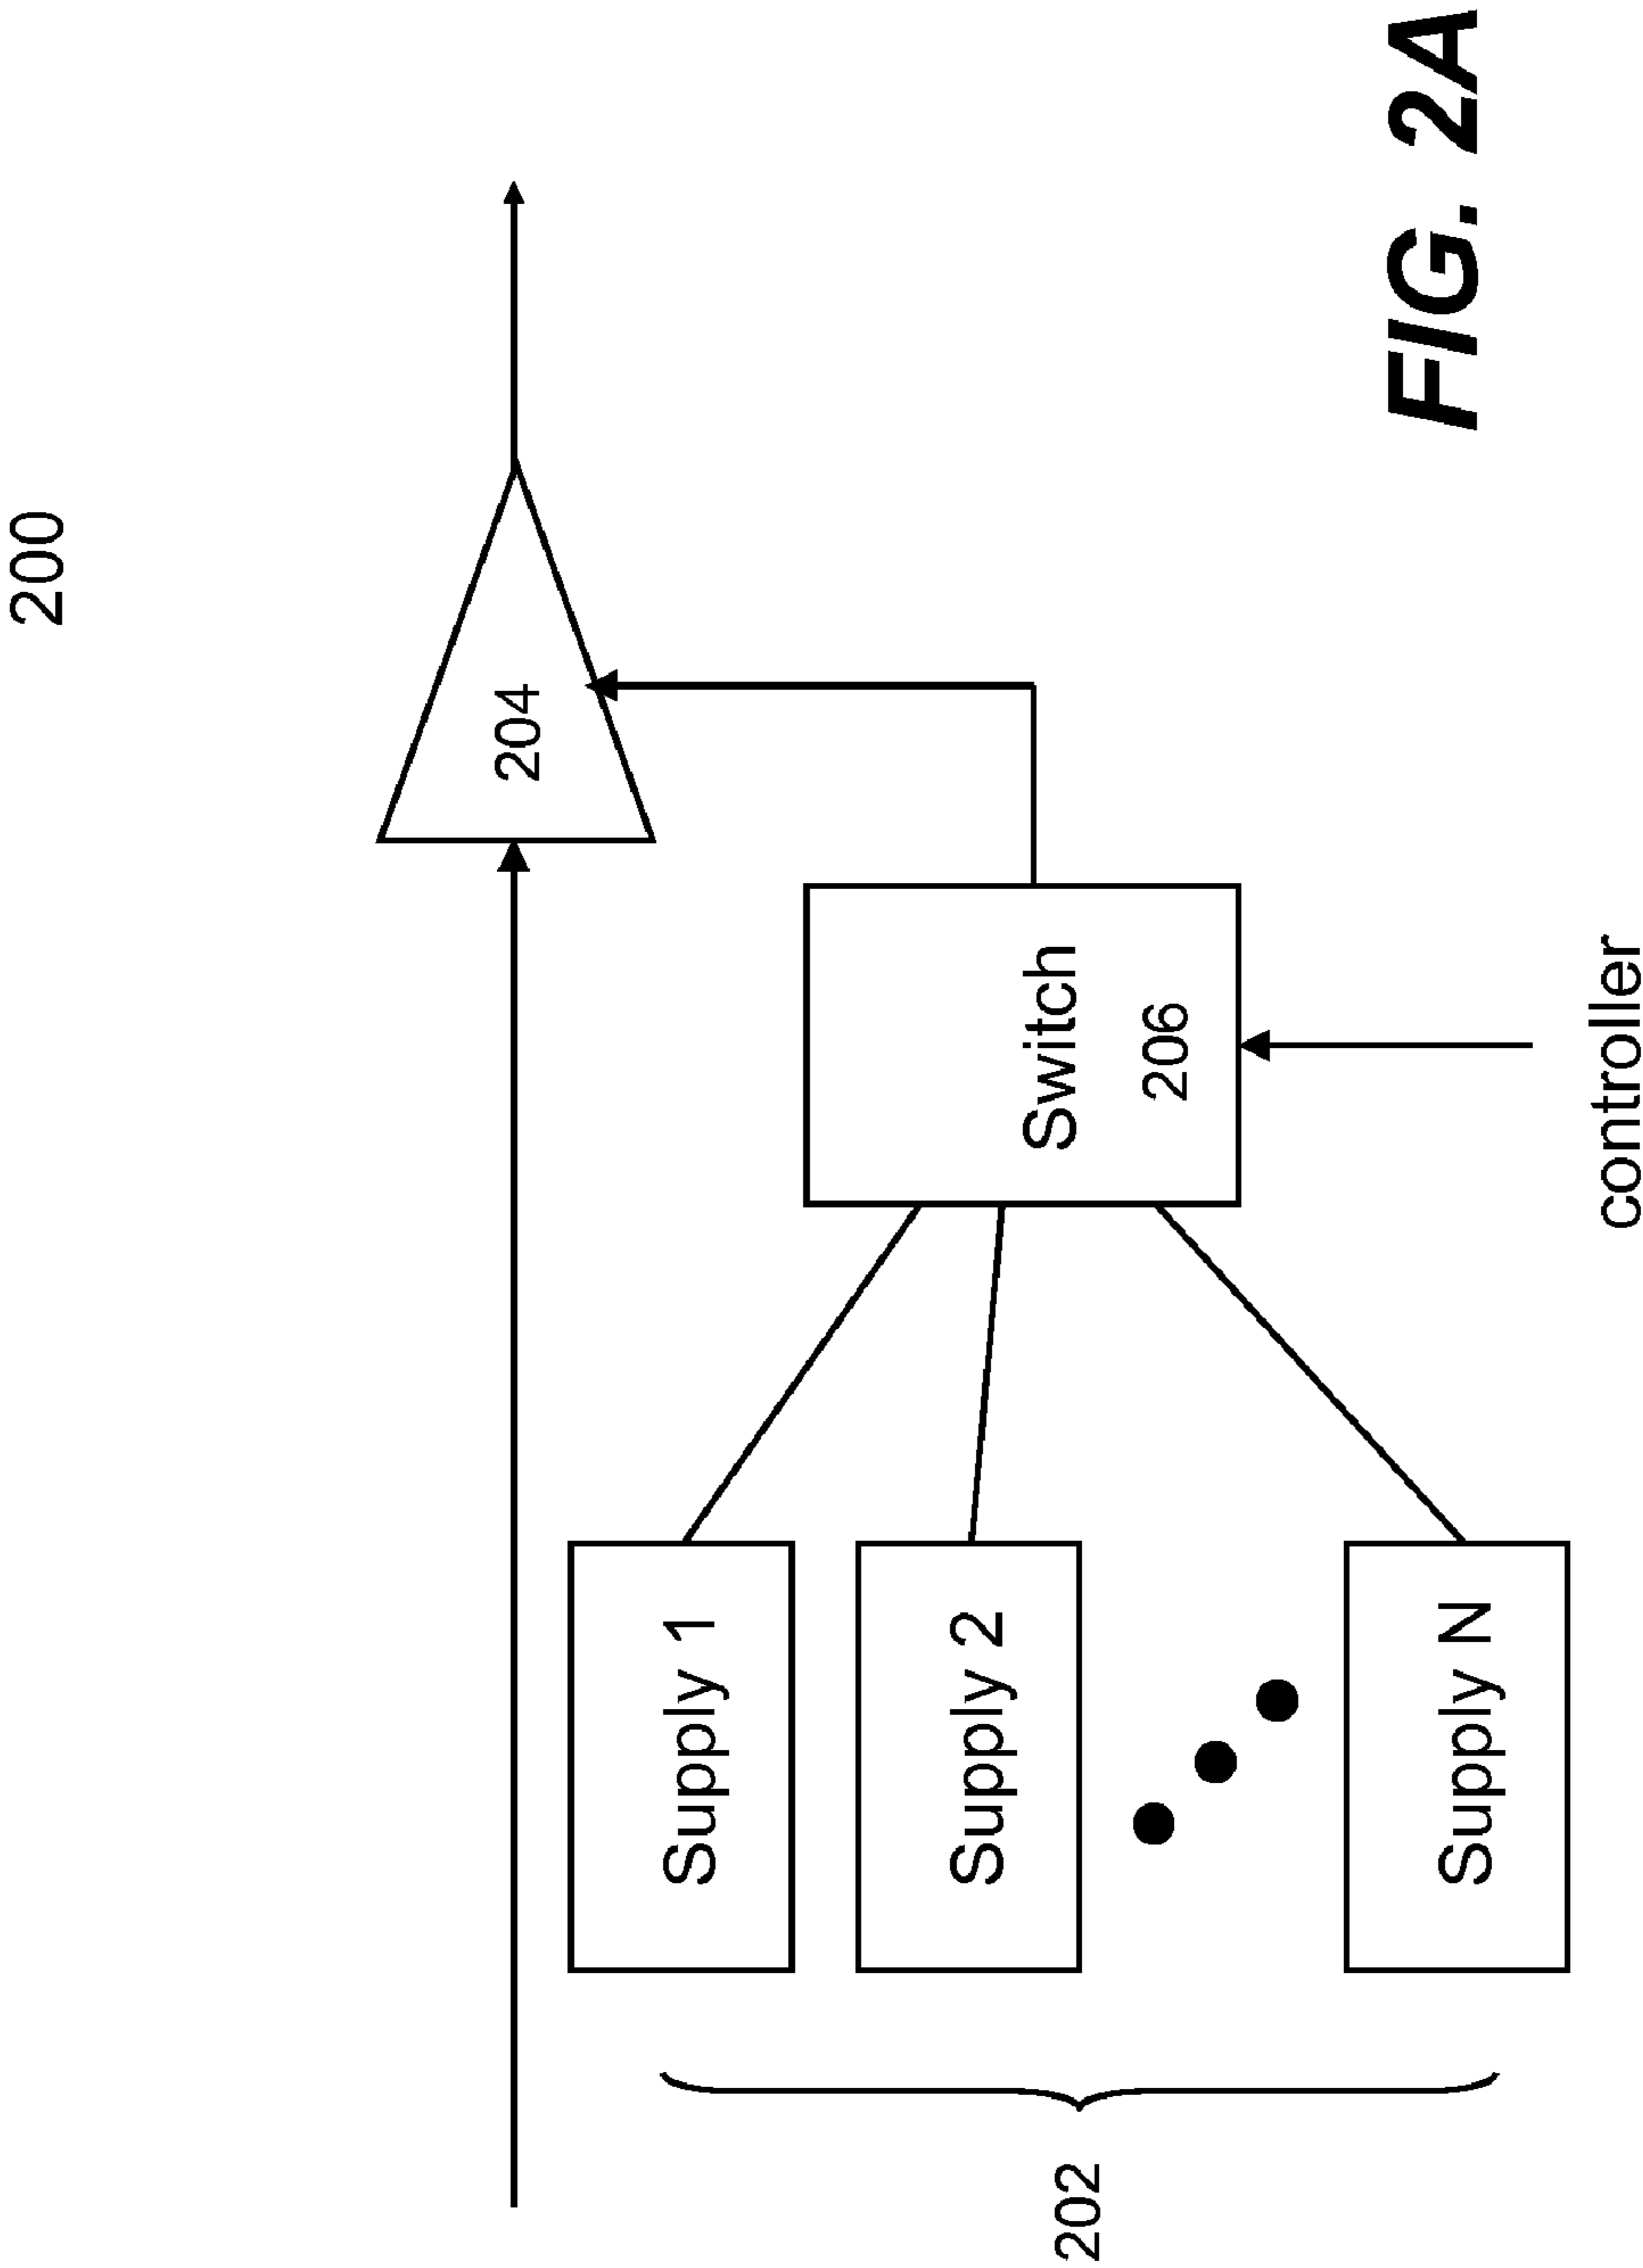 200
204
Supply 1
Switch
206
Supply 2
202
Supply N
controller
FIG. 2A